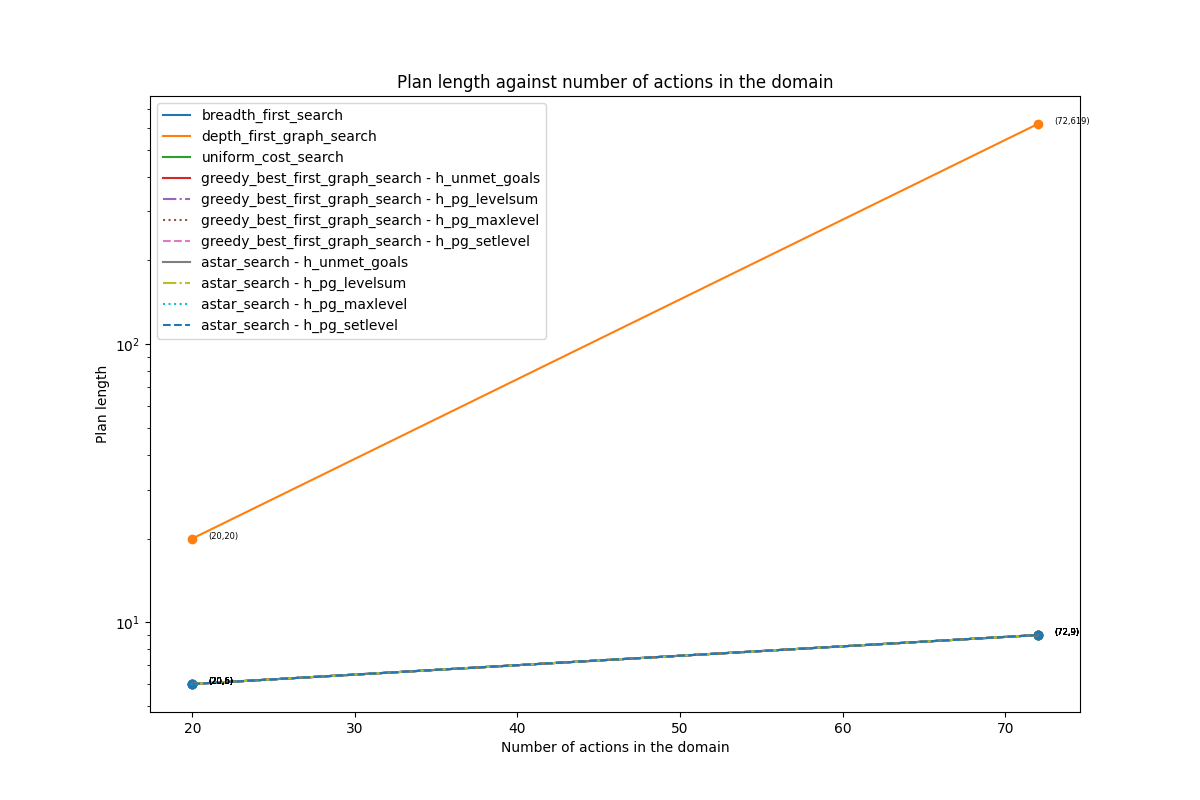 Plan length against number of actions in the domain
breadth_first_search
depth_first_graph_search
uniform_cost_search
greedy_best_first_graph_search - h_unmet_goals
greedy_best_first_graph_search - h_pg_levelsum
greedy_best_first_graph_search - h_pg_maxlevel
greedy_best_first_graph_search - h_pg_setlevel
astar_search - h_unmet_goals
astar_search - h_pg_levelsum
astar_search - h_pg_maxlevel
astar_search - h_pg_setlevel
(72,619)
10²
Plan length
(20,20)
10¹
(72,9)
(20,6)
20 30 40 50 60 70
Number of actions in the domain